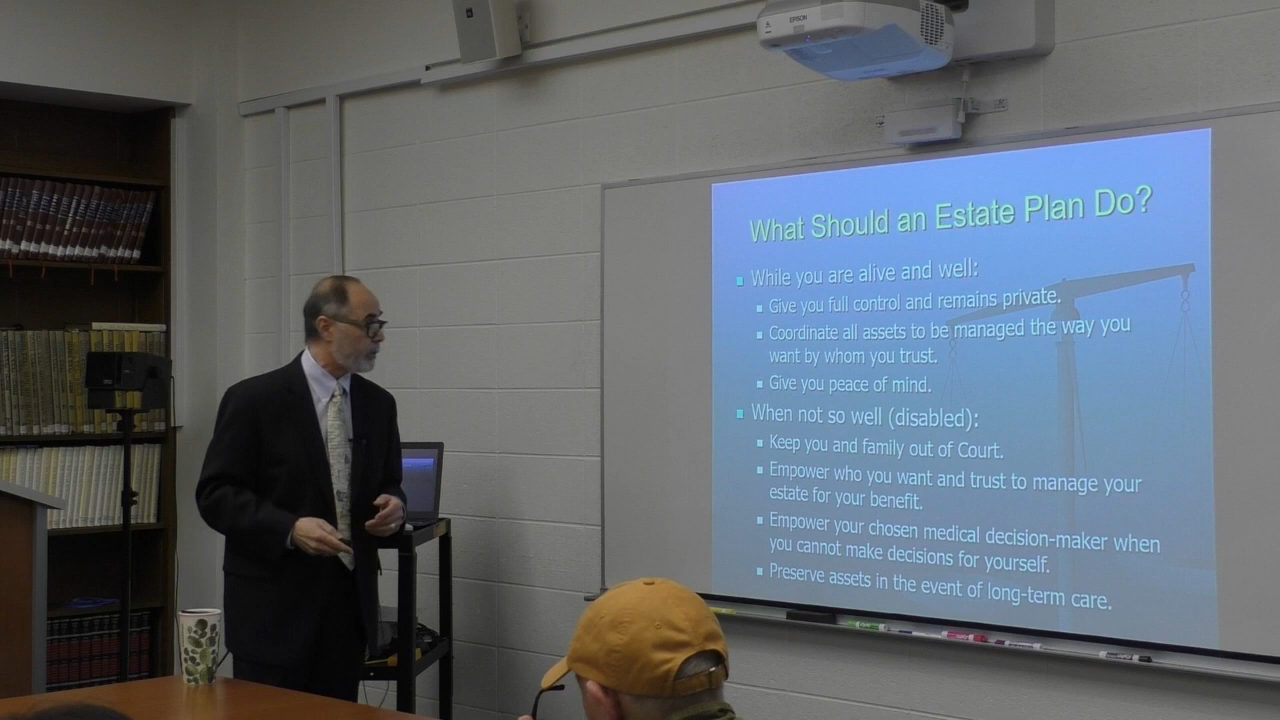 EPSON
What Should an Estate Plan Do?
While you are alive and well:
Give you full control and remains private.
Coordinate all assets to be managed the way you
want by whom you trust.
Give you peace of mind.
When not so well (disabled):
Keep you and family out of Court.
Empower who you want and trust to manage your
estate for your benefit.
Empower your chosen medical decision-maker when
you cannot make decisions for yourself.
Preserve assets in the event of long-term care.